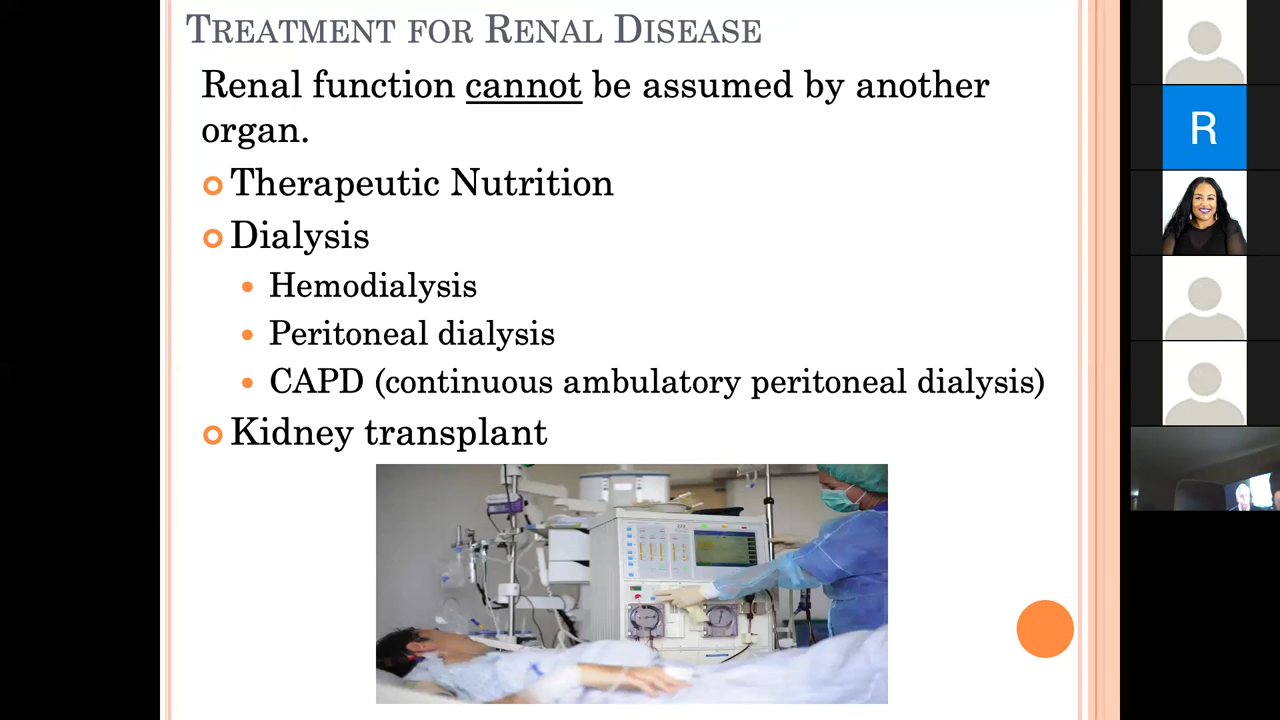 TREATMENT FOR RENAL DISEASE
Renal function cannot be assumed by another
organ.
Therapeutic Nutrition
Dialysis
Hemodialysis
Peritoneal dialysis
CAPD (continuous ambulatory peritoneal dialysis)
Kidney transplant
R